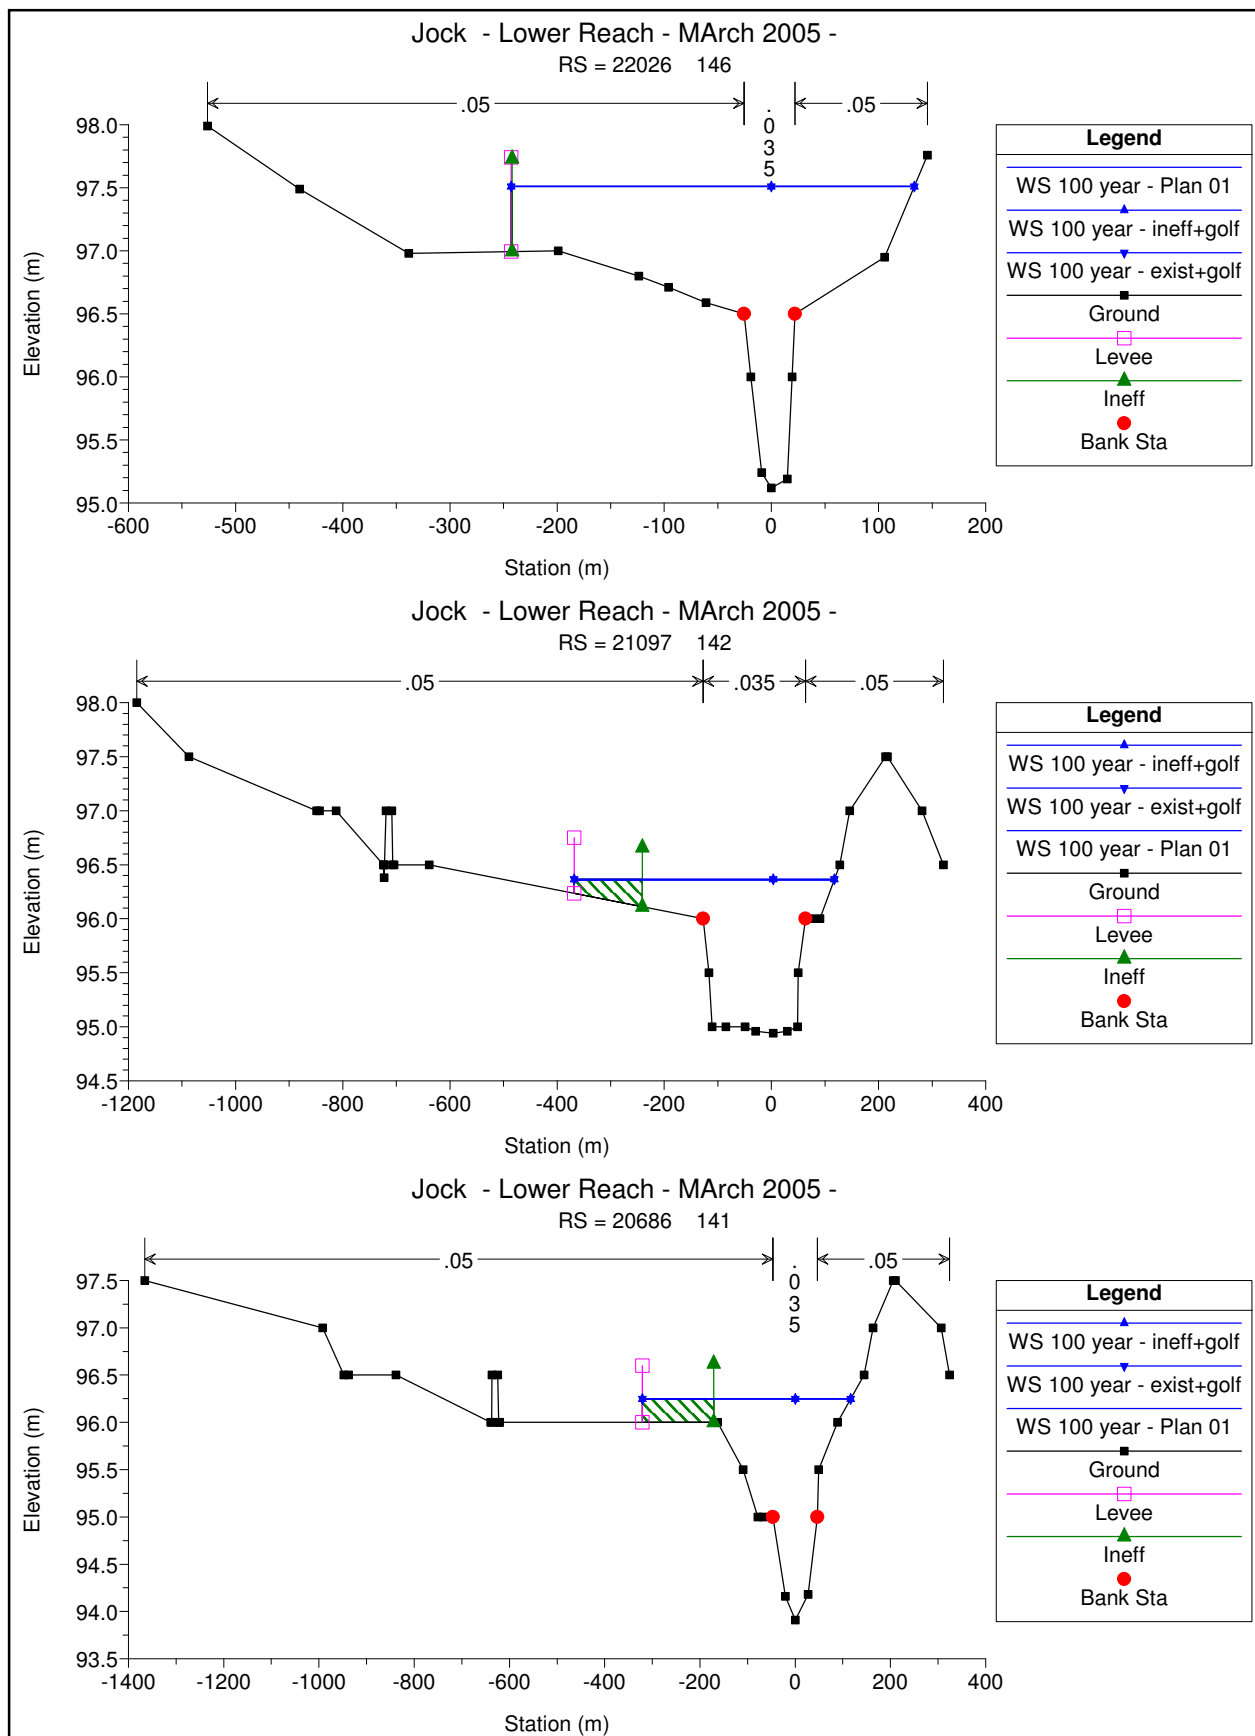 Jock - Lower Reach - MArch 2005 -
RS = 22026 146
.05
.035
.05
98.0
97.5
97.0
96.5
96.0
95.5
95.0
Elevation (m)
-600 -500 -400 -300 -200 -100 0 100 200
Station (m)
Legend
WS 100 year - Plan 01
WS 100 year - ineff+golf
WS 100 year - exist+golf
Ground
Levee
Ineff
Bank Sta
Jock - Lower Reach - MArch 2005 -
RS = 21097 142
.05 .035 .05
98.0
97.5
97.0
96.5
96.0
95.5
95.0
94.5
Elevation (m)
-1200 -1000 -800 -600 -400 -200 0 200 400
Station (m)
Legend
WS 100 year - ineff+golf
WS 100 year - exist+golf
WS 100 year - Plan 01
Ground
Levee
Ineff
Bank Sta
Jock - Lower Reach - MArch 2005 -
RS = 20686 141
.05
.035
.05
97.5
97.0
96.5
96.0
95.5
95.0
94.5
94.0
93.5
Elevation (m)
-1400 -1200 -1000 -800 -600 -400 -200 0 200 400
Station (m)
Legend
WS 100 year - ineff+golf
WS 100 year - exist+golf
WS 100 year - Plan 01
Ground
Levee
Ineff
Bank Sta